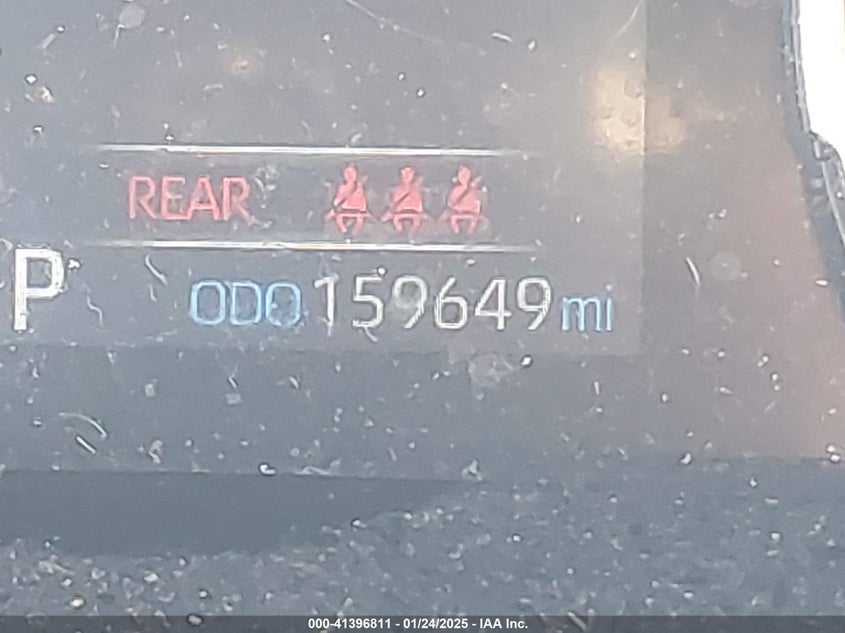 REAR
P ODO 159649 mi
000-41396811 - 01/24/2025 - IAA Inc.